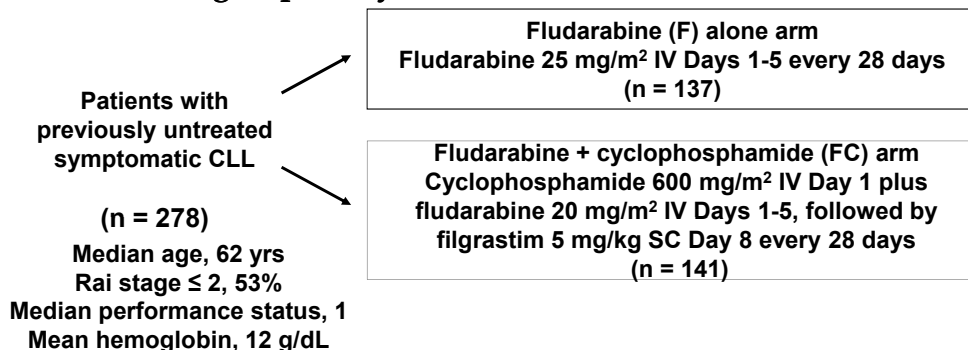 Fludarabine (F) alone arm
Fludarabine 25 mg/m² IV Days 1-5 every 28 days
(n = 137)
Patients with
previously untreated
symptomatic CLL
(n = 278)
Median age, 62 yrs
Rai stage ≤ 2, 53%
Median performance status, 1
Mean hemoglobin, 12 g/dL
Fludarabine + cyclophosphamide (FC) arm
Cyclophosphamide 600 mg/m² IV Day 1 plus
fludarabine 20 mg/m² IV Days 1-5, followed by
filgrastim 5 mg/kg SC Day 8 every 28 days
(n = 141)